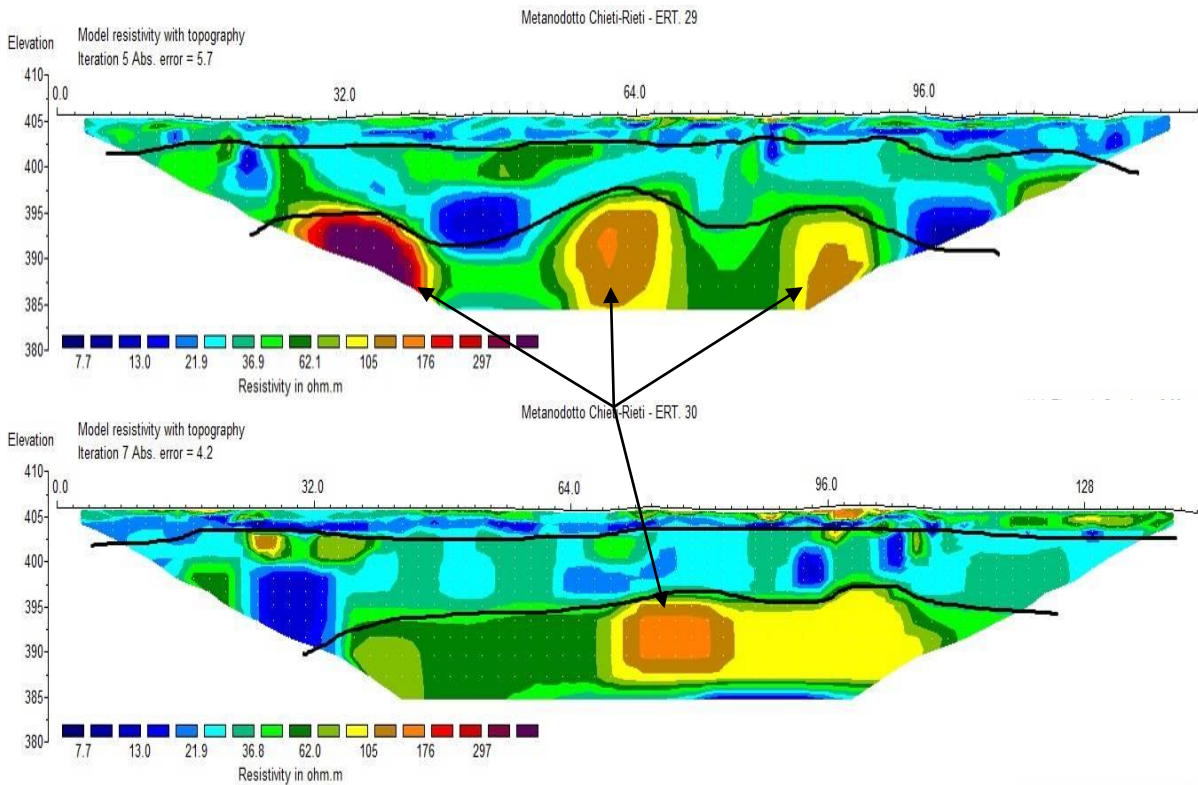 Metanodotto Chieti-Rieti - ERT. 29
Elevation
Model resistivity with topography
Iteration 5 Abs. error = 5.7
410
0.0
32.0
64.0
96.0
405
400
395
390
385
380
7.7 13.0 21.9 36.9 62.1 105 176 297
Resistivity in ohm.m
Metanodotto Chieti-Rieti - ERT. 30
Elevation
Model resistivity with topography
Iteration 7 Abs. error = 4.2
410
0.0 32.0 64.0 96.0 128
405
400
395
390
385
380
7.7 13.0 21.9 36.8 62.0 105 176 297
Resistivity in ohm.m